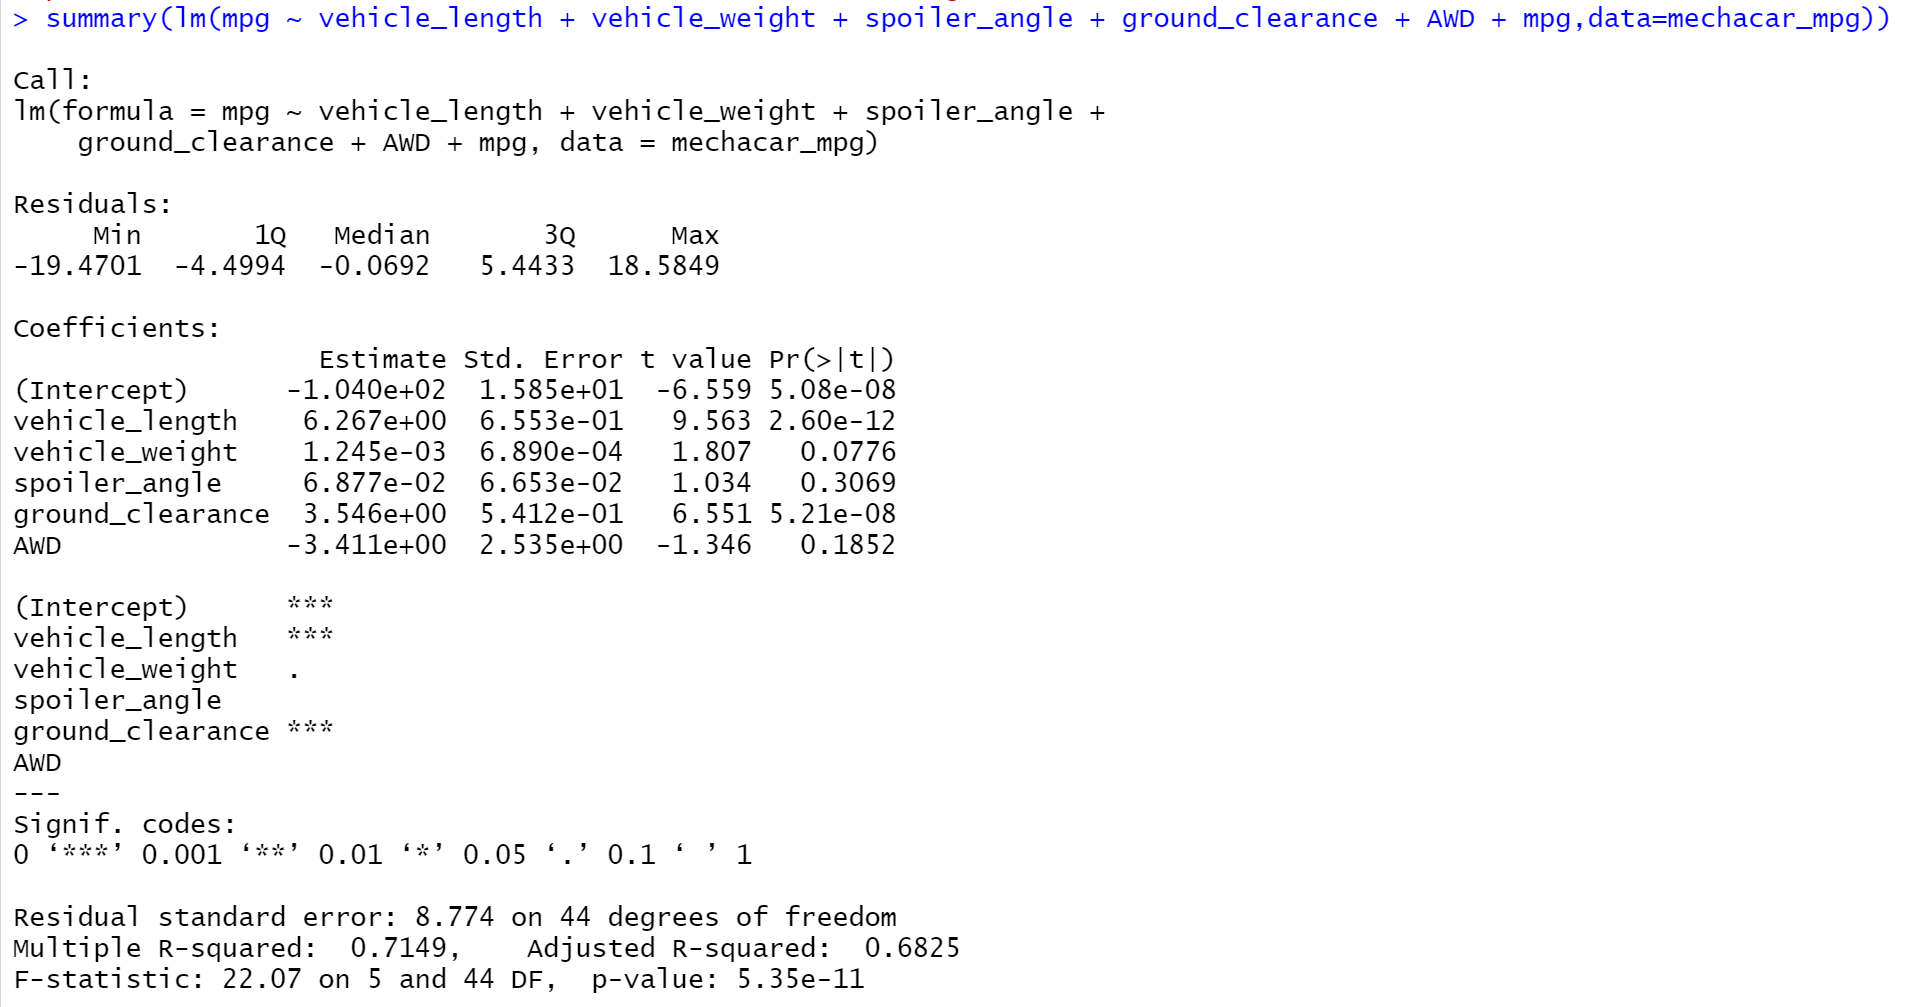 > summary(lm(mpg ~ vehicle_length + vehicle_weight + spoiler_angle + ground_clearance + AWD + mpg,data=mechacar_mpg))

Call:
lm(formula = mpg ~ vehicle_length + vehicle_weight + spoiler_angle +
    ground_clearance + AWD + mpg, data = mechacar_mpg)

Residuals:
     Min       1Q   Median       3Q      Max
-19.4701  -4.4994  -0.0692   5.4433  18.5849

Coefficients:
                   Estimate Std. Error t value Pr(>|t|)
(Intercept)      -1.040e+02  1.585e+01  -6.559 5.08e-08
vehicle_length    6.267e+00  6.553e-01   9.563 2.60e-12
vehicle_weight    1.245e-03  6.890e-04   1.807   0.0776
spoiler_angle     6.877e-02  6.653e-02   1.034   0.3069
ground_clearance  3.546e+00  5.412e-01   6.551 5.21e-08
AWD              -3.411e+00  2.535e+00  -1.346   0.1852

(Intercept)      ***
vehicle_length   ***
vehicle_weight   .
spoiler_angle
ground_clearance ***
AWD
---
Signif. codes:
0 ‘***’ 0.001 ‘**’ 0.01 ‘*’ 0.05 ‘.’ 0.1 ‘ ’ 1

Residual standard error: 8.774 on 44 degrees of freedom
Multiple R-squared:  0.7149,    Adjusted R-squared:  0.6825
F-statistic: 22.07 on 5 and 44 DF,  p-value: 5.35e-11